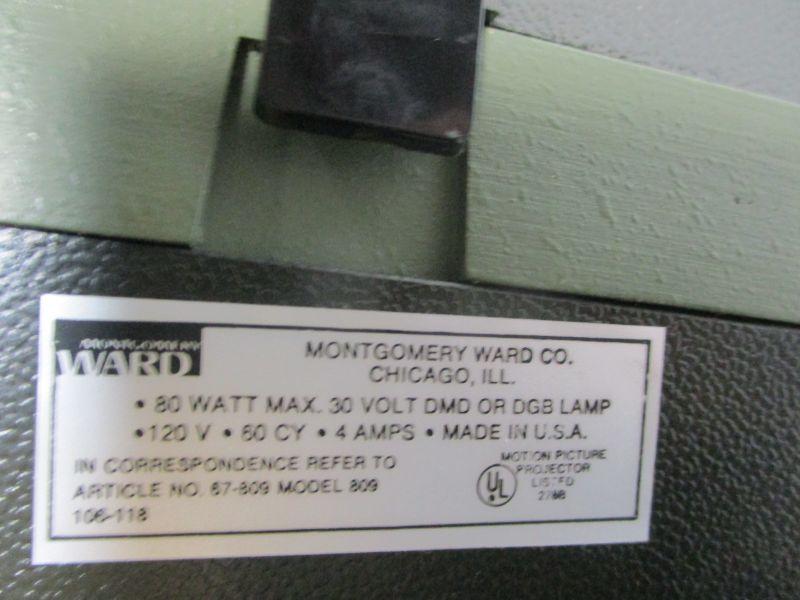 MONTGOMERY WARD
MONTGOMERY WARD CO.
CHICAGO, ILL.
• 80 WATT MAX. 30 VOLT DMD OR DGB LAMP
• 120 V • 60 CY • 4 AMPS • MADE IN U.S.A.
IN CORRESPONDENCE REFER TO
ARTICLE NO. 67-809 MODEL 809
106-118
UL
MOTION PICTURE
PROJECTOR
LISTED